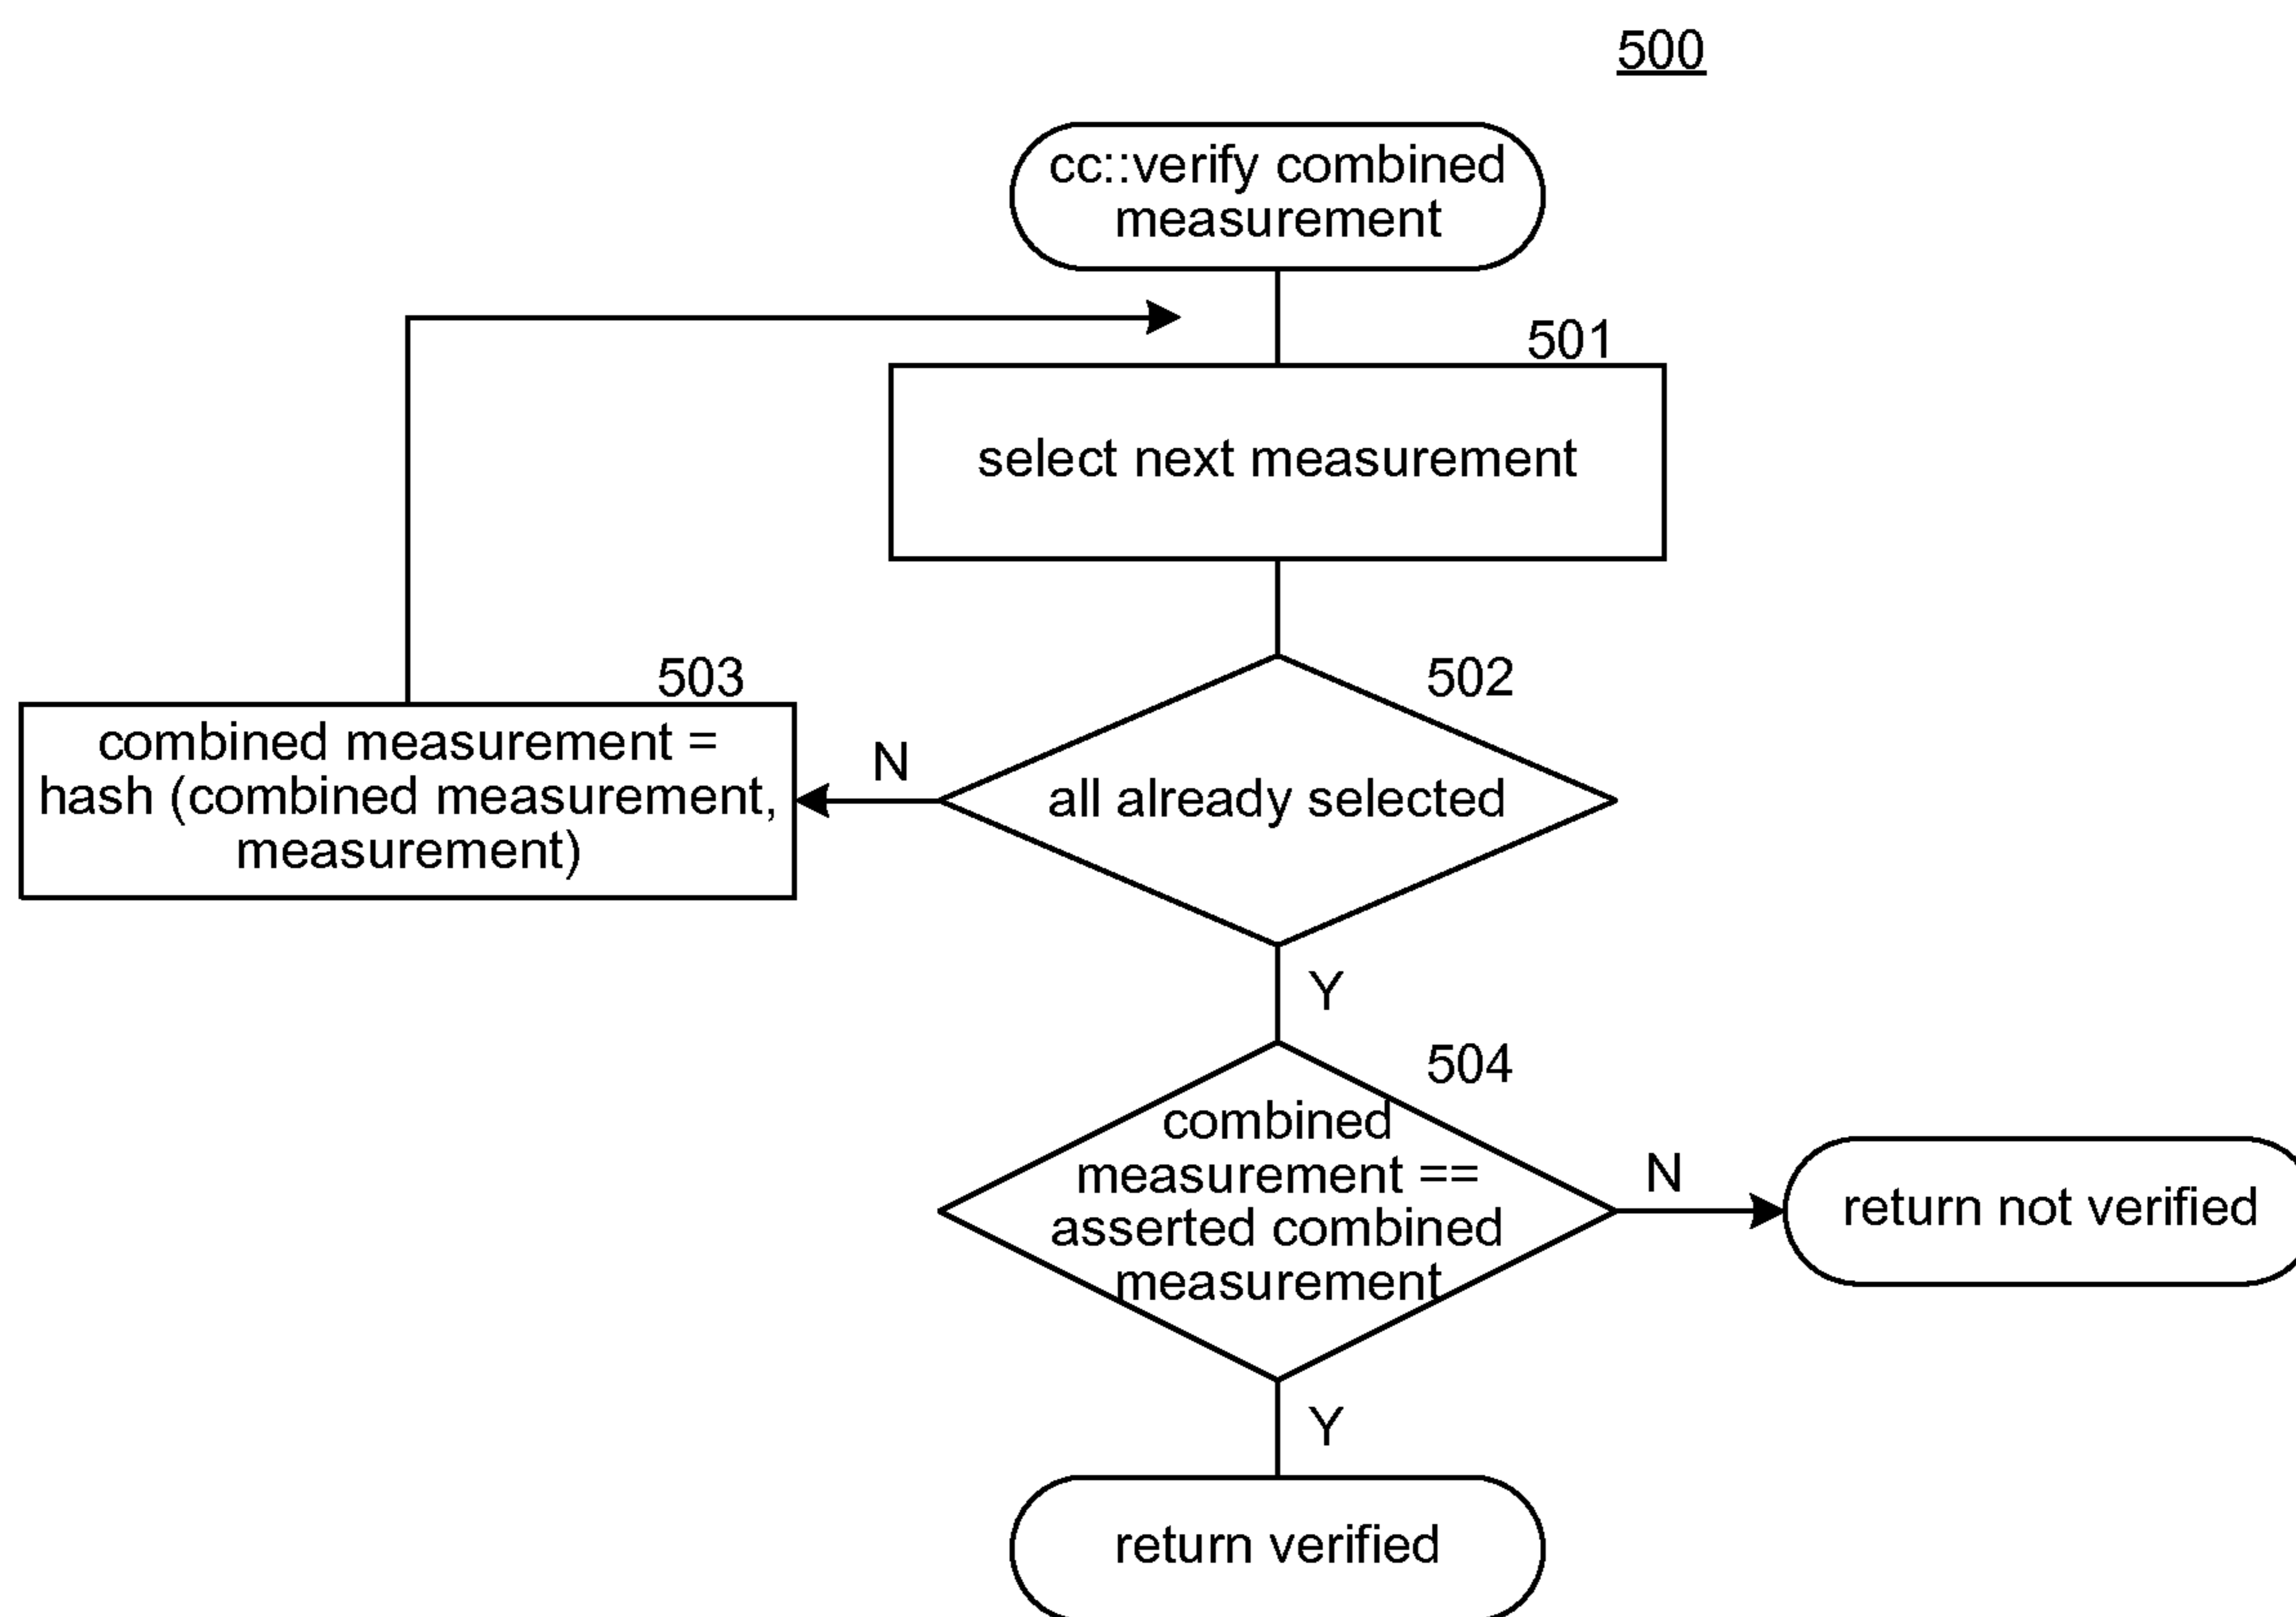 500
cc::verify combined
measurement
501
select next measurement
503
combined measurement =
hash (combined measurement,
measurement)
N
502
all already selected
Y
504
combined
measurement ==
asserted combined
measurement
N
return not verified
Y
return verified